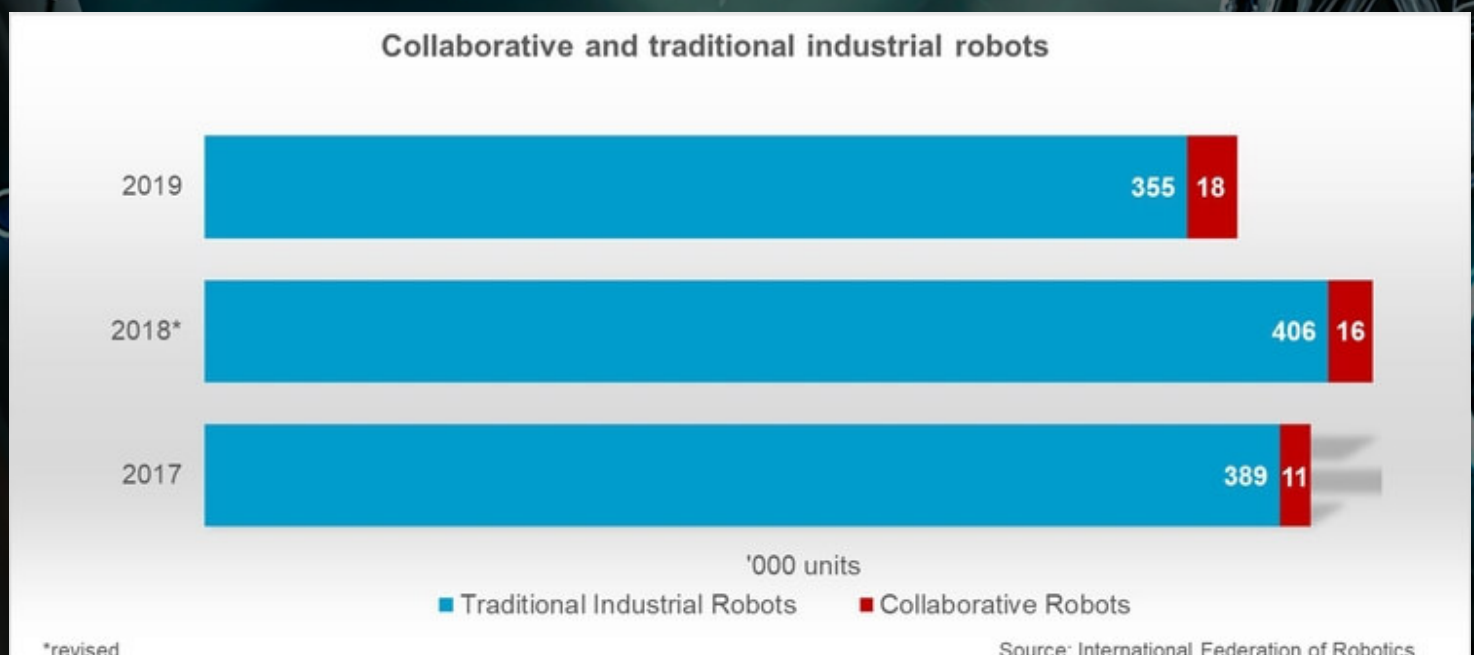 Collaborative and traditional industrial robots
2019 355 18
2018* 406 16
2017 389 11
'000 units
Traditional Industrial Robots Collaborative Robots
*revised Source: International Federation of Robotics